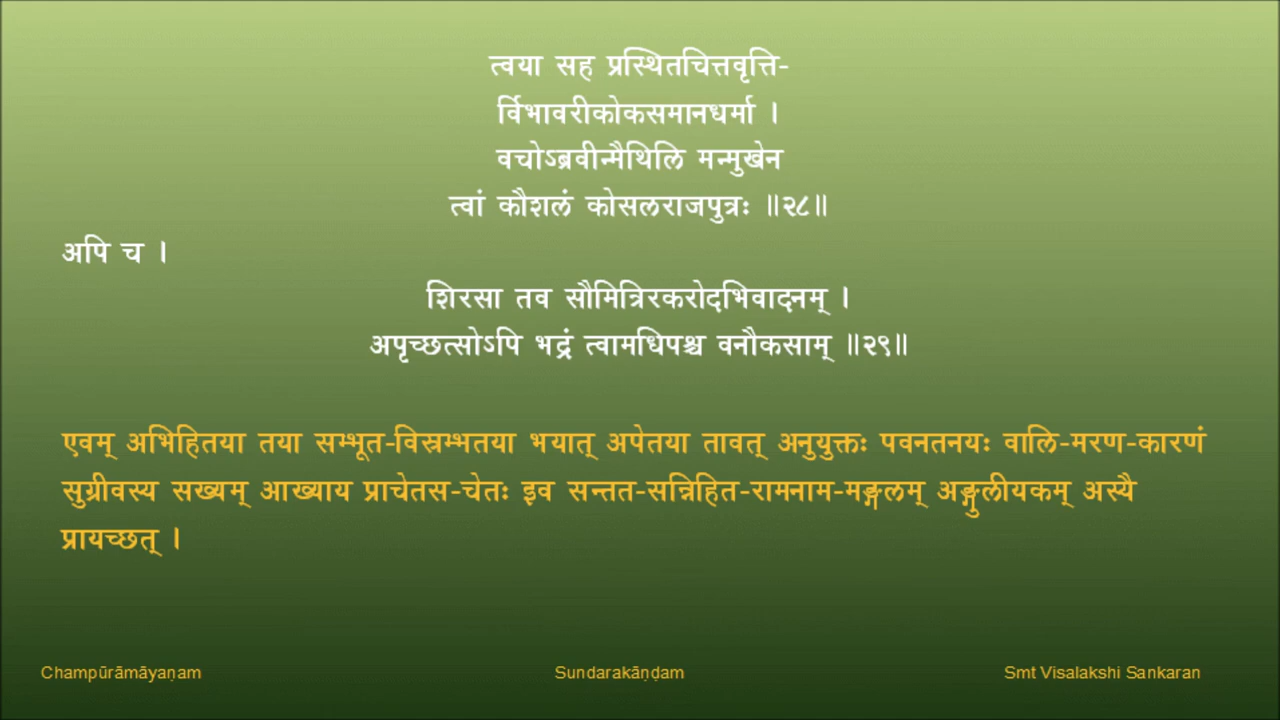 त्वया सह प्रस्थितचित्तवृत्ति-
र्विभावरीकोकसमानधर्मा ।
वचोऽब्रवीन्मैथिलि मन्मुखेन
त्वां कौशलं कोसलराजपुत्रः ॥२८॥
अपि च ।
शिरसा तव सौमित्रिरकरोदभिवादनम् ।
अपृच्छत्सोऽपि भद्रं त्वामधिपश्च वनौकसाम् ॥२९॥
एवम् अभिहितया तया सम्भूत-विस्रम्भतया भयात् अपेतया तावत् अनुयुक्तः पवनतनयः वालि-मरण-कारणं
सुग्रीवस्य सख्यम् आख्याय प्राचेतस-चेतः इव सन्तत-सन्निहित-रामनाम-मङ्गलम् अङ्गुलीयकम् अस्यै
प्रायच्छत् ।
Champūrāmāyaṇam Sundarakāṇḍam Smt Visalakshi Sankaran